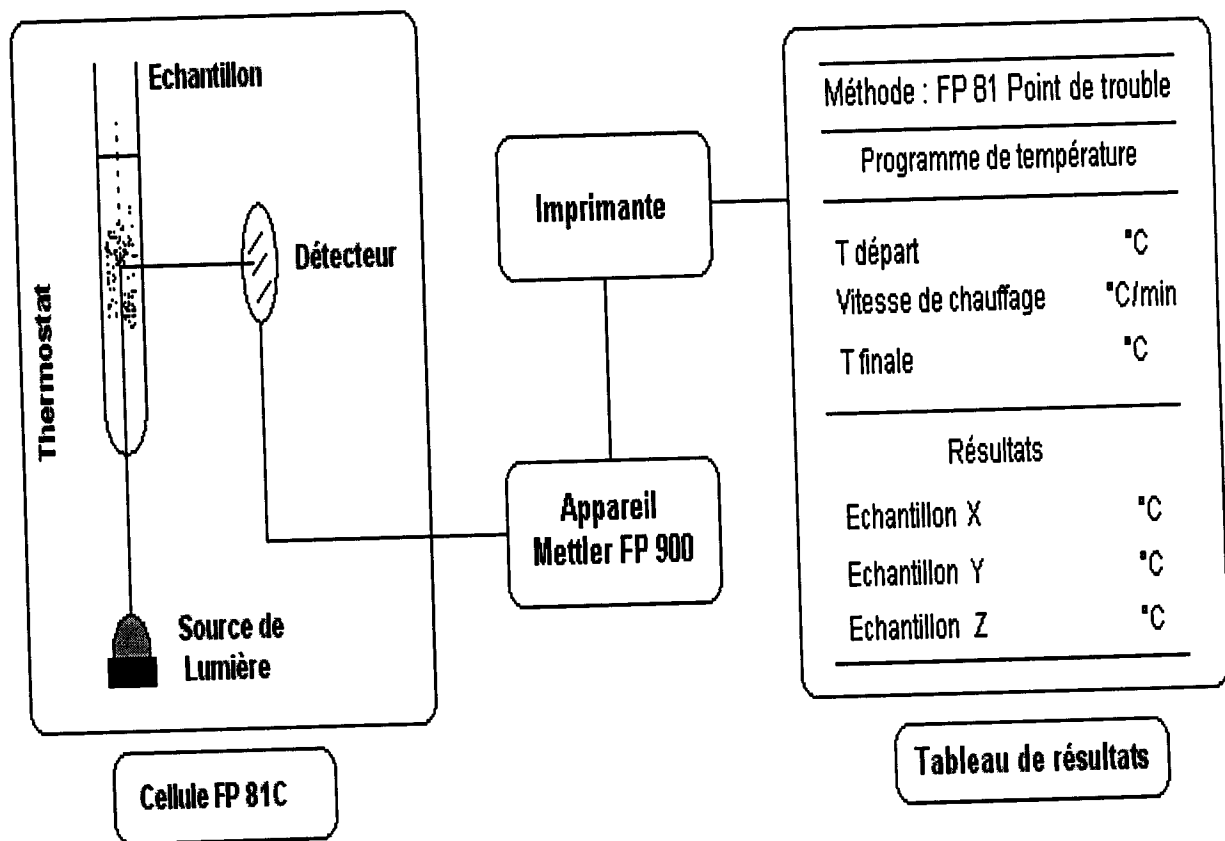 Echantillon
Détecteur
Thermostat
Source de
Lumière
Cellule FP 81C
Imprimante
Appareil
Mettler FP 900
Méthode : FP 81 Point de trouble
Programme de température
T départ °C
Vitesse de chauffage °C/min
T finale °C
Résultats
Echantillon X °C
Echantillon Y °C
Echantillon Z °C
Tableau de résultats